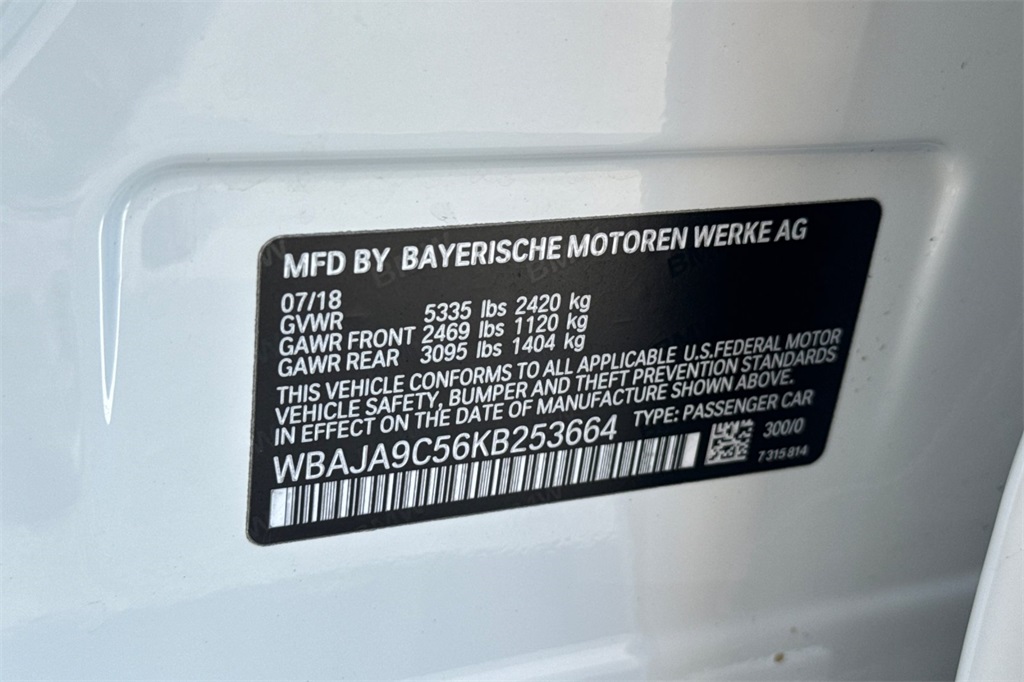 MFD BY BAYERISCHE MOTOREN WERKE AG
07/18
GVWR 5335 lbs 2420 kg
GAWR FRONT 2469 lbs 1120 kg
GAWR REAR 3095 lbs 1404 kg
THIS VEHICLE CONFORMS TO ALL APPLICABLE U.S.FEDERAL MOTOR
VEHICLE SAFETY, BUMPER AND THEFT PREVENTION STANDARDS
IN EFFECT ON THE DATE OF MANUFACTURE SHOWN ABOVE.
WBAJA9C56KB253664 TYPE: PASSENGER CAR
300/0
7315814